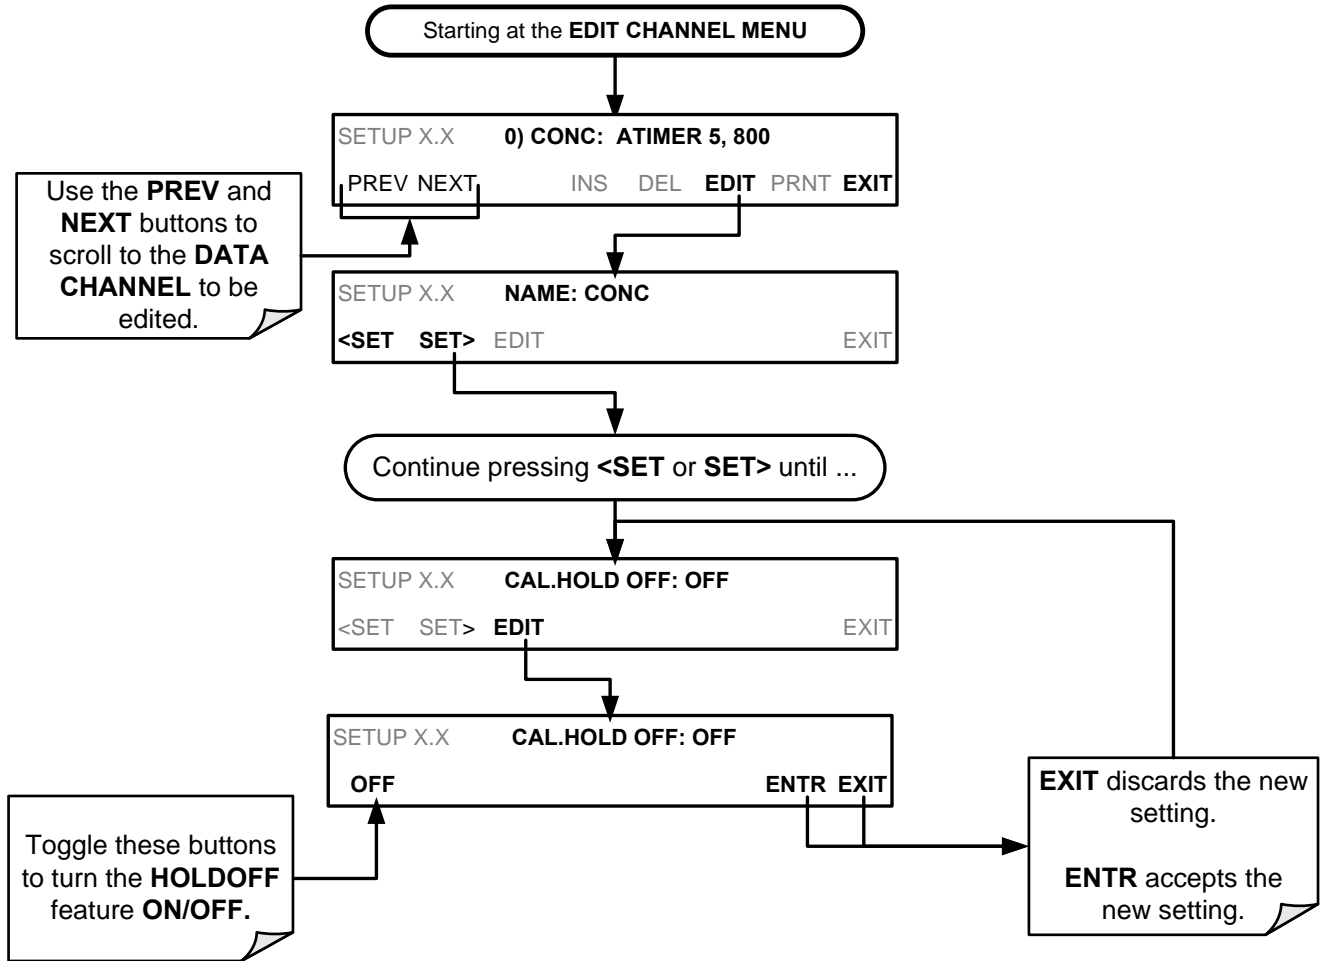 Starting at the EDIT CHANNEL MENU
SETUP X.X 0) CONC: ATIMER 5, 800
PREV NEXT INS DEL EDIT PRNT EXIT
Use the PREV and
NEXT buttons to
scroll to the DATA
CHANNEL to be
edited.
SETUP X.X NAME: CONC
<SET SET> EDIT EXIT
Continue pressing <SET or SET> until ...
SETUP X.X CAL.HOLD OFF: OFF
<SET SET> EDIT EXIT
SETUP X.X CAL.HOLD OFF: OFF
OFF ENTR EXIT
Toggle these buttons
to turn the HOLDOFF
feature ON/OFF.
EXIT discards the new
setting.
ENTR accepts the
new setting.